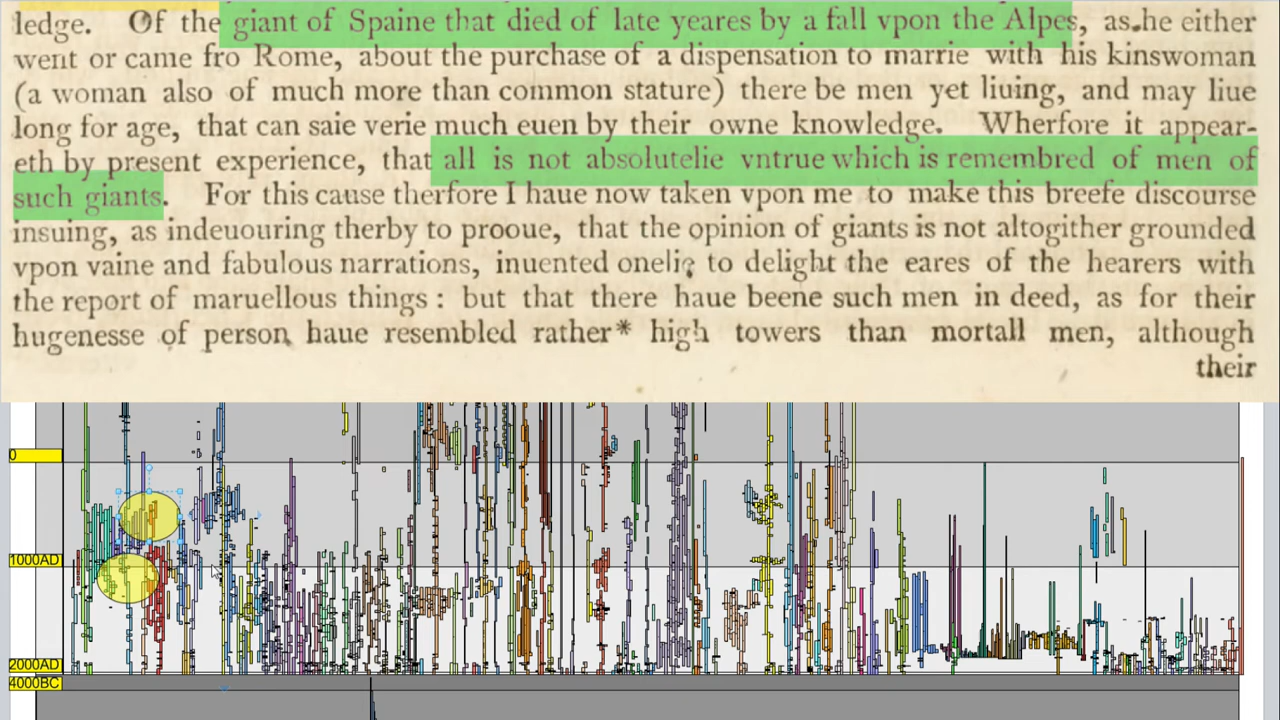 ledge. Of the giant of Spaine that died of late yeares by a fall vpon the Alpes, as he either
went or came fro Rome, about the purchase of a dispensation to marrie with his kinswoman
(a woman also of much more than common stature) there be men yet liuing, and may liue
long for age, that can saie verie much euen by their owne knowledge. Wherfore it appear-
eth by present experience, that all is not absolutelie vntrue which is remembred of men of
such giants. For this cause therfore I haue now taken vpon me to make this breefe discourse
insuing, as indeuouring therby to prooue, that the opinion of giants is not altogither grounded
vpon vaine and fabulous narrations, inuented onelie to delight the eares of the hearers with
the report of maruellous things: but that there haue beene such men in deed, as for their
hugenesse of person haue resembled rather* high towers than mortall men, although
their
0
1000AD
2000AD
4000BC